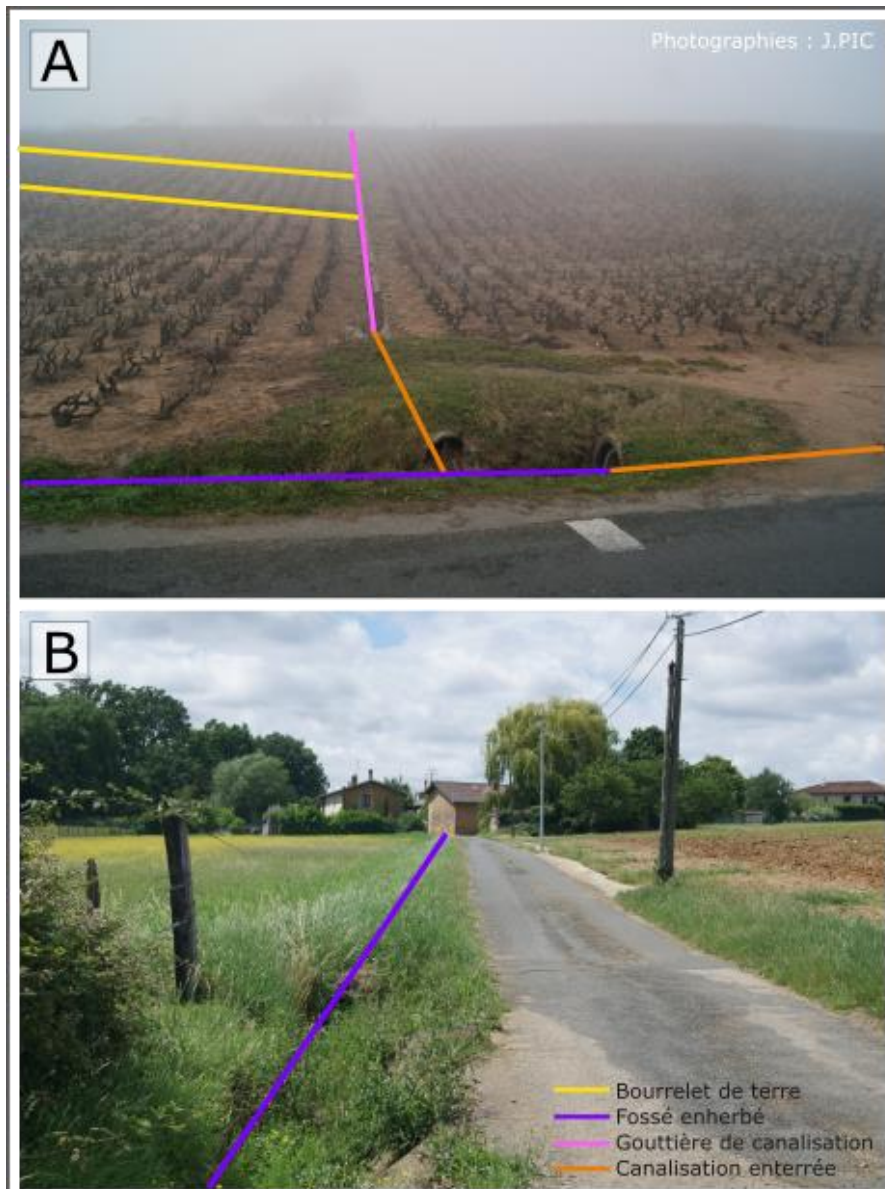 A
Photographies : J.PIC
B
Bourrelet de terre
Fossé enherbé
Gouttière de canalisation
Canalisation enterrée